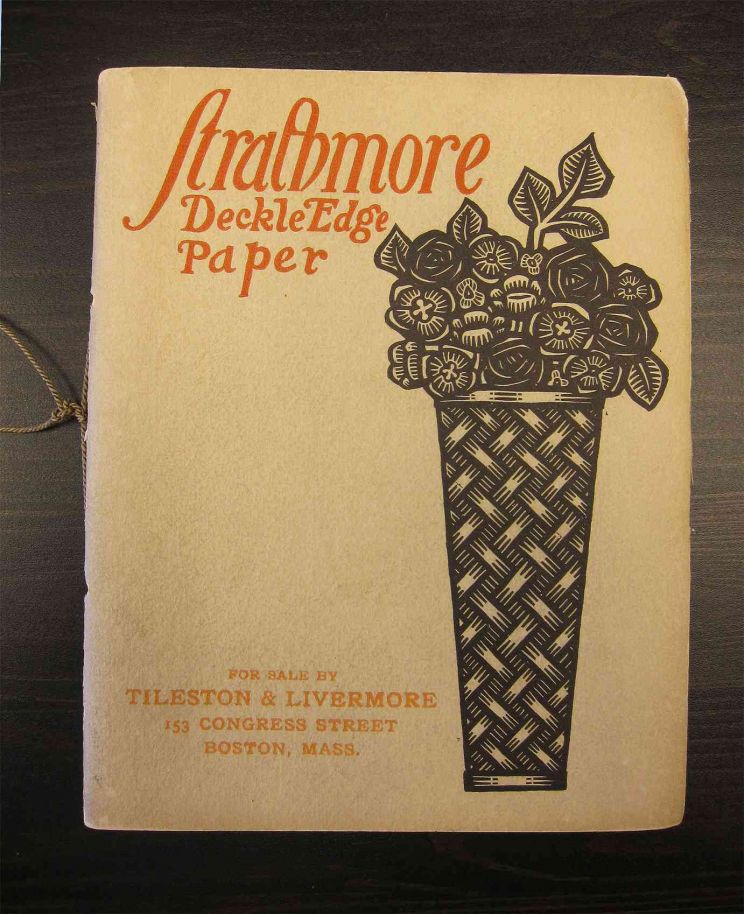 Strathmore
Deckle Edge
Paper
FOR SALE BY
TILESTON & LIVERMORE
153 CONGRESS STREET
BOSTON, MASS.